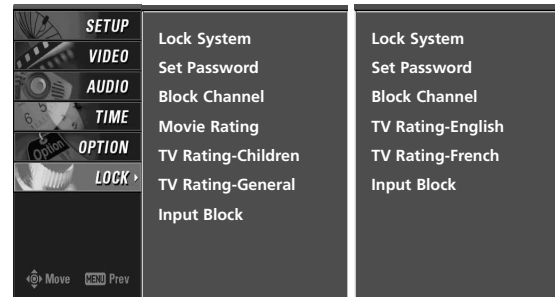 SETUP
VIDEO
AUDIO
TIME
OPTION
LOCK
Move MENU Prev
Lock System
Set Password
Block Channel
Movie Rating
TV Rating-Children
TV Rating-General
Input Block
Lock System
Set Password
Block Channel
TV Rating-English
TV Rating-French
Input Block